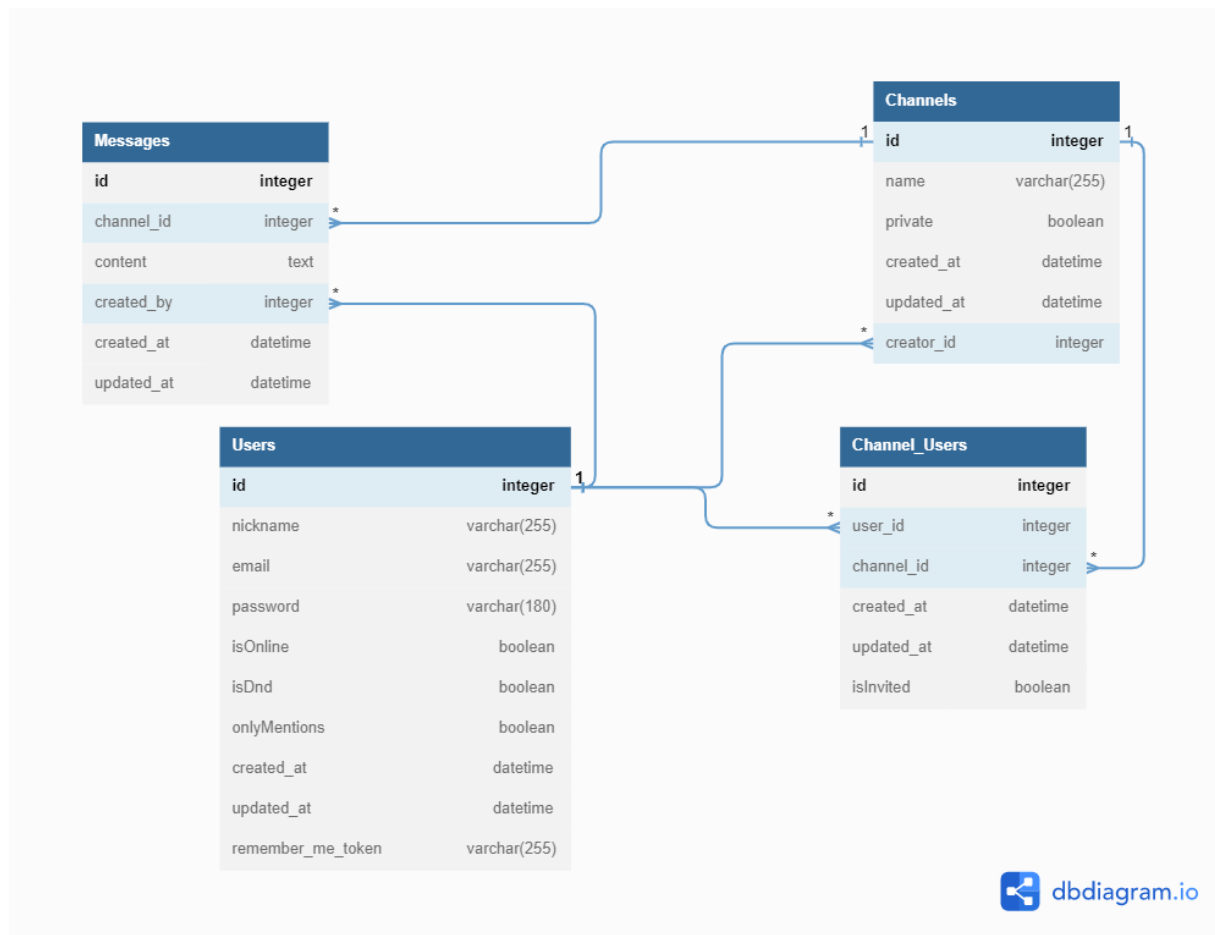 Messages
id integer
channel_id integer
content text
created_by integer
created_at datetime
updated_at datetime
*
*
Channels
1 id integer 1
name varchar(255)
private boolean
created_at datetime
updated_at datetime
* creator_id integer
Users
id integer 1
nickname varchar(255)
email varchar(255)
password varchar(180)
isOnline boolean
isDnd boolean
onlyMentions boolean
created_at datetime
updated_at datetime
remember_me_token varchar(255)
Channel_Users
id integer
* user_id integer
channel_id integer *
created_at datetime
updated_at datetime
isInvited boolean
dbdiagram.io